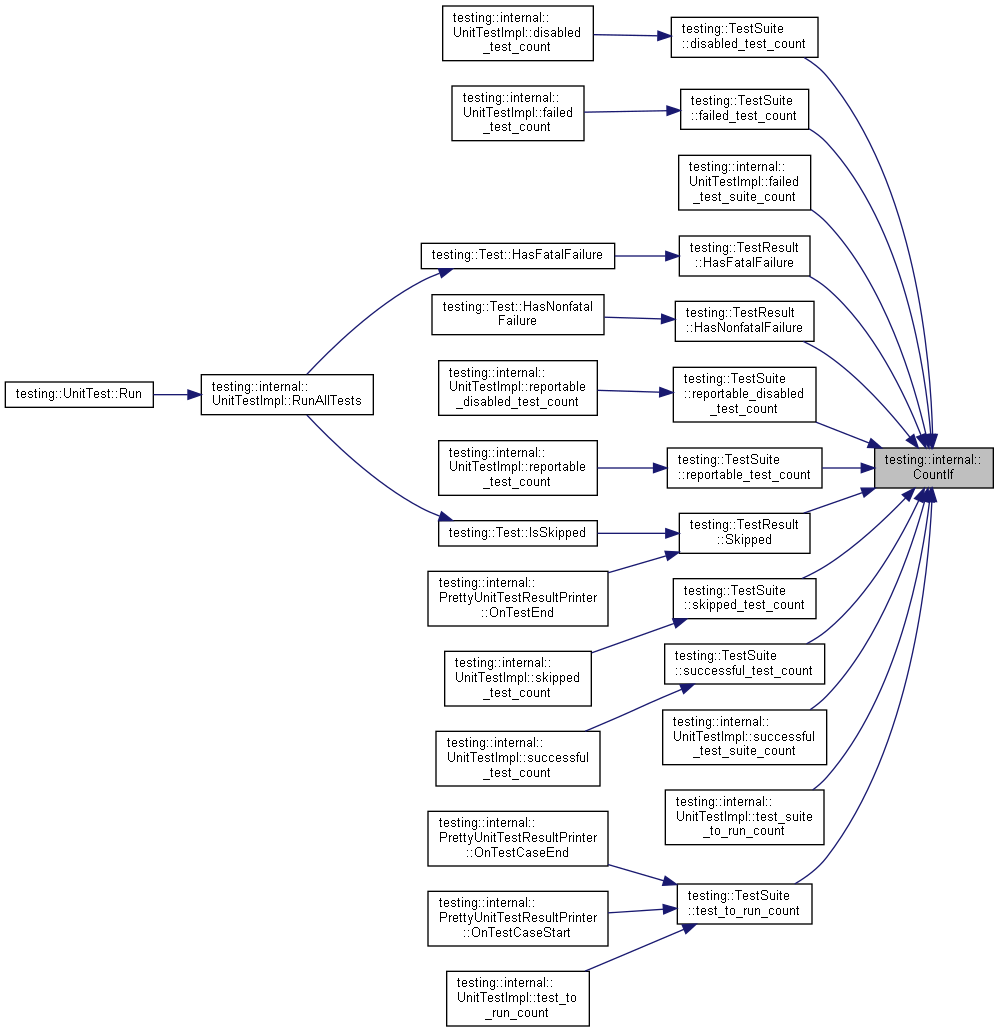 testing::internal::
UnitTestImpl::disabled
_test_count
testing::TestSuite
::disabled_test_count
testing::internal::
UnitTestImpl::failed
_test_count
testing::TestSuite
::failed_test_count
testing::internal::
UnitTestImpl::failed
_test_suite_count
testing::Test::HasFatalFailure
testing::TestResult
::HasFatalFailure
testing::Test::HasNonfatal
Failure
testing::TestResult
::HasNonfatalFailure
testing::UnitTest::Run
testing::internal::
UnitTestImpl::RunAllTests
testing::internal::
UnitTestImpl::reportable
_disabled_test_count
testing::TestSuite
::reportable_disabled
_test_count
testing::internal::
UnitTestImpl::reportable
_test_count
testing::TestSuite
::reportable_test_count
testing::internal::
CountIf
testing::Test::IsSkipped
testing::TestResult
::Skipped
testing::internal::
PrettyUnitTestResultPrinter
::OnTestEnd
testing::TestSuite
::skipped_test_count
testing::internal::
UnitTestImpl::skipped
_test_count
testing::TestSuite
::successful_test_count
testing::internal::
UnitTestImpl::successful
_test_count
testing::internal::
UnitTestImpl::successful
_test_suite_count
testing::internal::
UnitTestImpl::test_suite
_to_run_count
testing::internal::
PrettyUnitTestResultPrinter
::OnTestCaseEnd
testing::TestSuite
::test_to_run_count
testing::internal::
PrettyUnitTestResultPrinter
::OnTestCaseStart
testing::internal::
UnitTestImpl::test_to
_run_count